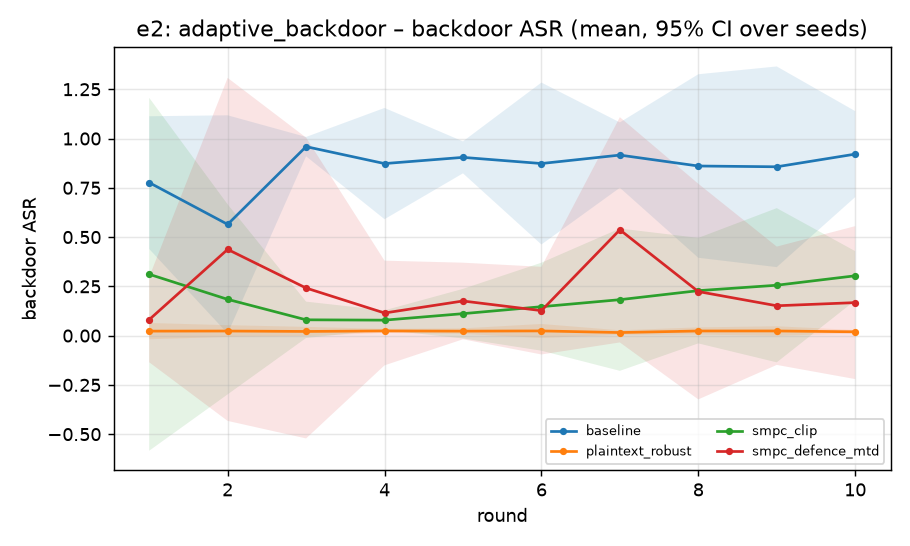 e2: adaptive_backdoor – backdoor ASR (mean, 95% CI over seeds)
1.25
1.00
0.75
0.50
0.25
0.00
−0.25
−0.50
backdoor ASR
2 4 6 8 10
round
baseline smpc_clip
plaintext_robust smpc_defence_mtd